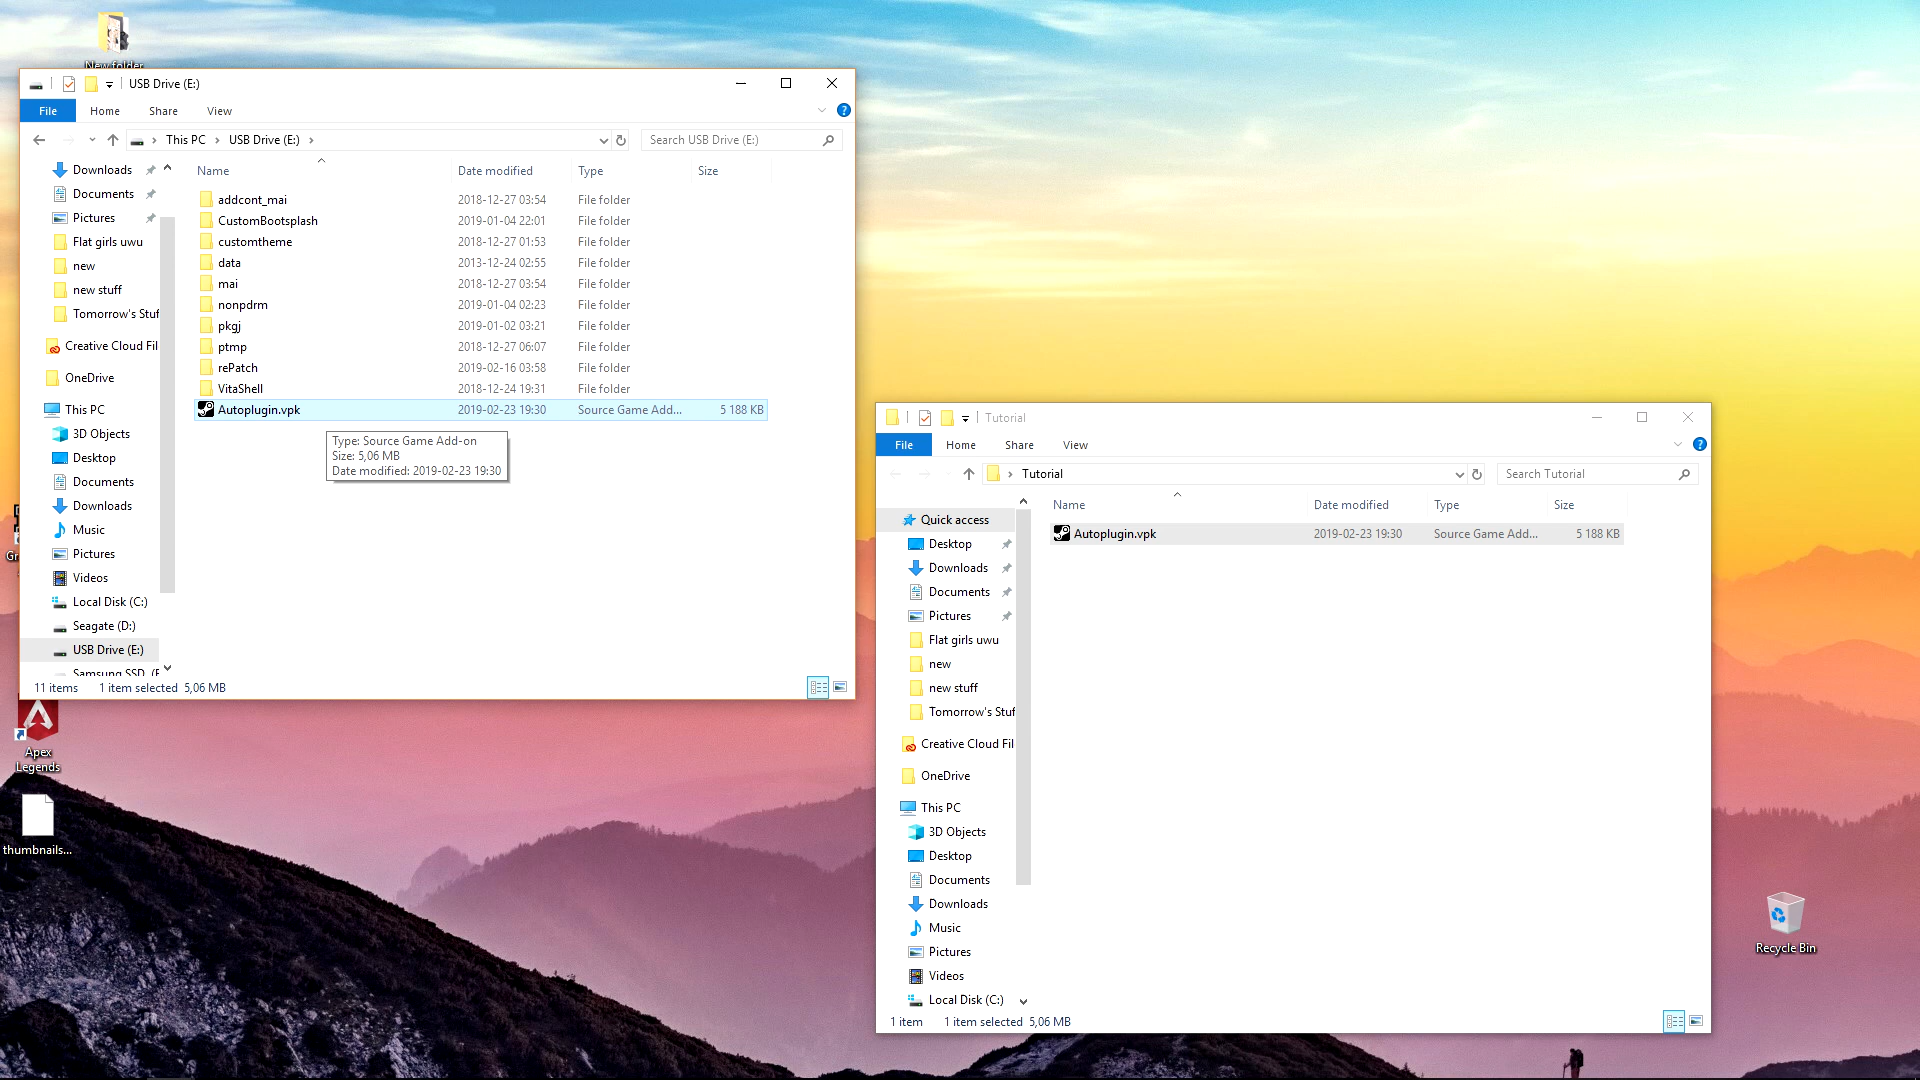 New folder
USB Drive (E:)
File Home Share View
This PC USB Drive (E:) Search USB Drive (E:)
Name Date modified Type Size
Downloads
Documents
Pictures
Flat girls uwu
new
new stuff
Tomorrow's Stuf
Creative Cloud Fil
OneDrive
This PC
3D Objects
Desktop
Documents
Downloads
Music
Pictures
Videos
Local Disk (C:)
Seagate (D:)
USB Drive (E:)
Samsung SSD (F
addcont_mai 2018-12-27 03:54 File folder
CustomBootsplash 2019-01-04 22:01 File folder
customtheme 2018-12-27 01:53 File folder
data 2013-12-24 02:55 File folder
mai 2018-12-27 03:54 File folder
nonpdrm 2019-01-04 02:23 File folder
pkgj 2019-01-02 03:21 File folder
ptmp 2018-12-27 06:07 File folder
rePatch 2019-02-16 03:58 File folder
VitaShell 2018-12-24 19:31 File folder
Autoplugin.vpk 2019-02-23 19:30 Source Game Add... 5 188 KB
Type: Source Game Add-on
Size: 5,06 MB
Date modified: 2019-02-23 19:30
11 items 1 item selected 5,06 MB
Tutorial
File Home Share View
Tutorial Search Tutorial
Name Date modified Type Size
Quick access
Desktop
Downloads
Documents
Pictures
Flat girls uwu
new
new stuff
Tomorrow's Stuf
Creative Cloud Fil
OneDrive
This PC
3D Objects
Desktop
Documents
Downloads
Music
Pictures
Videos
Local Disk (C:)
Autoplugin.vpk 2019-02-23 19:30 Source Game Add... 5 188 KB
1 item 1 item selected 5,06 MB
Gr
Apex
Legends
thumbnails...
Recycle Bin